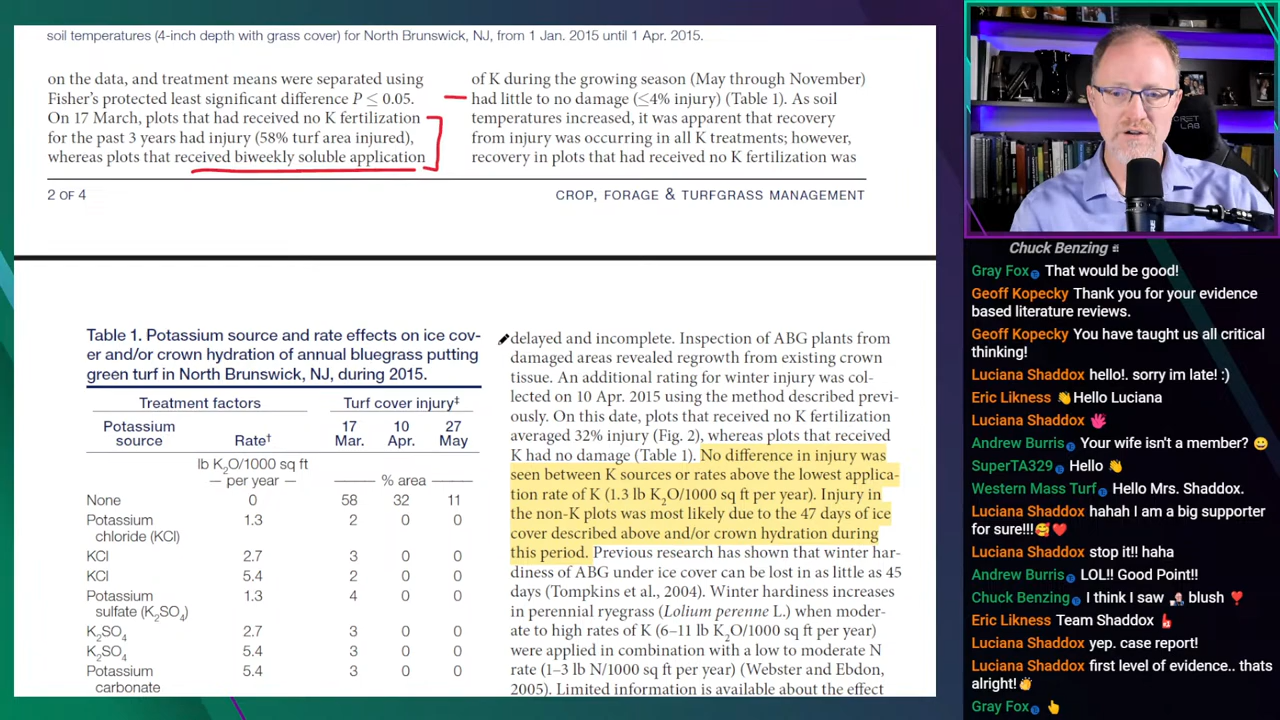 soil temperatures (4-inch depth with grass cover) for North Brunswick, NJ, from 1 Jan. 2015 until 1 Apr. 2015.
on the data, and treatment means were separated using
Fisher's protected least significant difference P ≤ 0.05.
On 17 March, plots that had received no K fertilization
for the past 3 years had injury (58% turf area injured),
whereas plots that received biweekly soluble application
of K during the growing season (May through November)
had little to no damage (≤4% injury) (Table 1). As soil
temperatures increased, it was apparent that recovery
from injury was occurring in all K treatments; however,
recovery in plots that had received no K fertilization was
2 OF 4
CROP, FORAGE & TURFGRASS MANAGEMENT
Table 1. Potassium source and rate effects on ice cov-
er and/or crown hydration of annual bluegrass putting
green turf in North Brunswick, NJ, during 2015.
Treatment factors Turf cover injury‡
Potassium source Rate† 17 Mar. 10 Apr. 27 May
lb K₂O/1000 sq ft
— per year — ——— % area ———
None 0 58 32 11
Potassium chloride (KCl) 1.3 2 0 0
KCl 2.7 3 0 0
KCl 5.4 2 0 0
Potassium sulfate (K₂SO₄) 1.3 4 0 0
K₂SO₄ 2.7 3 0 0
K₂SO₄ 5.4 3 0 0
Potassium carbonate 5.4 3 0 0
delayed and incomplete. Inspection of ABG plants from
damaged areas revealed regrowth from existing crown
tissue. An additional rating for winter injury was col-
lected on 10 Apr. 2015 using the method described previ-
ously. On this date, plots that received no K fertilization
averaged 32% injury (Fig. 2), whereas plots that received
K had no damage (Table 1). No difference in injury was
seen between K sources or rates above the lowest applica-
tion rate of K (1.3 lb K₂O/1000 sq ft per year). Injury in
the non-K plots was most likely due to the 47 days of ice
cover described above and/or crown hydration during
this period. Previous research has shown that winter har-
diness of ABG under ice cover can be lost in as little as 45
days (Tompkins et al., 2004). Winter hardiness increases
in perennial ryegrass (Lolium perenne L.) when moder-
ate to high rates of K (6–11 lb K₂O/1000 sq ft per year)
were applied in combination with a low to moderate N
rate (1–3 lb N/1000 sq ft per year) (Webster and Ebdon,
2005). Limited information is available about the effect
Chuck Benzing
Gray Fox That would be good!
Geoff Kopecky Thank you for your evidence
based literature reviews.
Geoff Kopecky You have taught us all critical
thinking!
Luciana Shaddox hello!. sorry im late! :)
Eric Likness 👋Hello Luciana
Luciana Shaddox 👋
Andrew Burris Your wife isn't a member? 😀
SuperTA329 Hello 👋
Western Mass Turf Hello Mrs. Shaddox.
Luciana Shaddox hahah I am a big supporter
for sure!!!🥰❤️
Luciana Shaddox stop it!! haha
Andrew Burris LOL!! Good Point!!
Chuck Benzing I think I saw blush ❣️
Eric Likness Team Shaddox
Luciana Shaddox yep. case report!
Luciana Shaddox first level of evidence.. thats
alright!👏
Gray Fox 👆